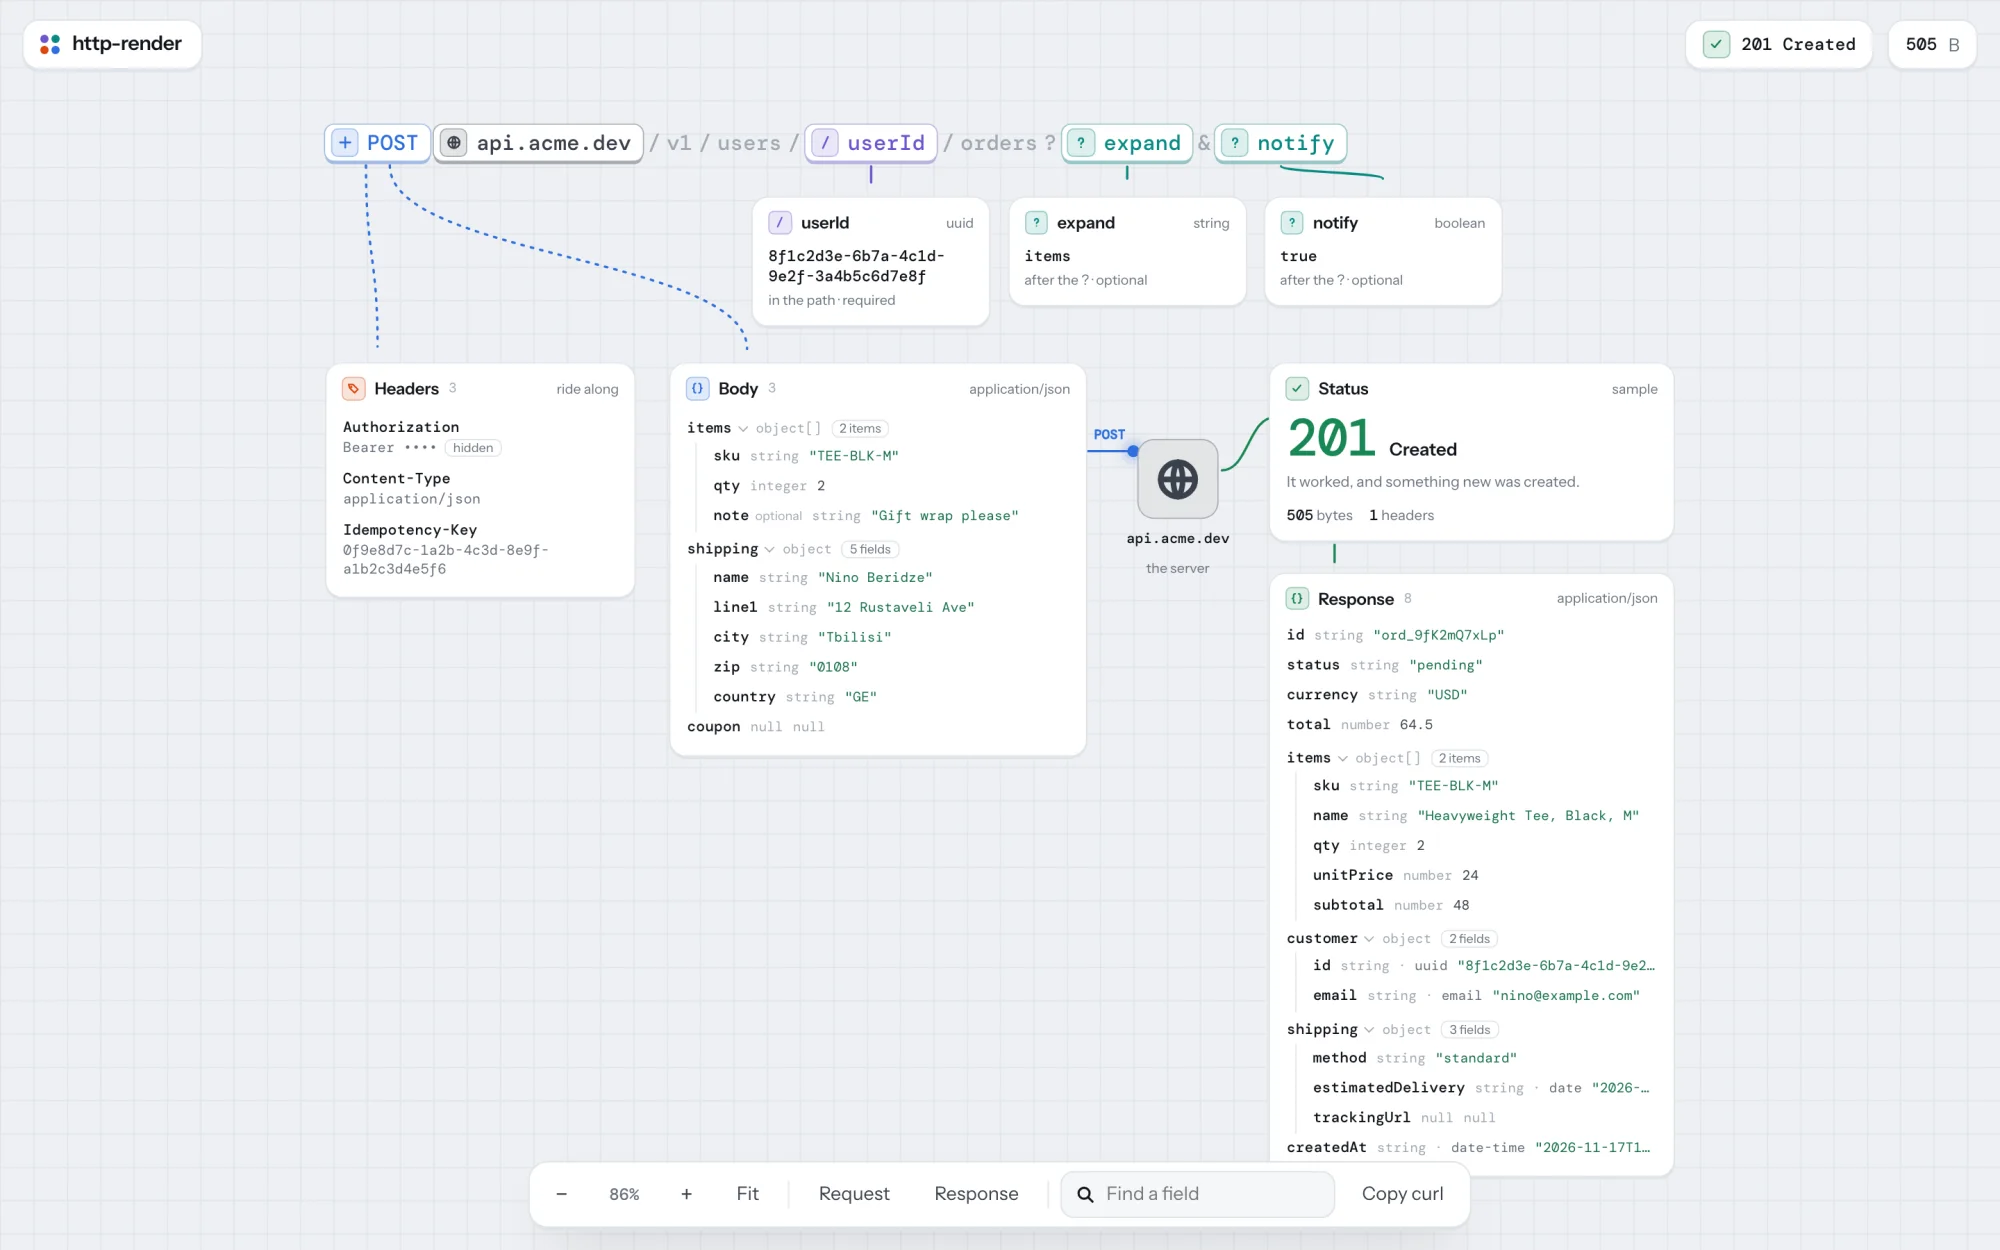 http-render
201 Created
505 B
+ POST api.acme.dev / v1 / users / / userId / orders ? ? expand & ? notify
/ userId uuid
8f1c2d3e-6b7a-4c1d-
9e2f-3a4b5c6d7e8f
in the path · required
? expand string
items
after the ? · optional
? notify boolean
true
after the ? · optional
Headers 3 ride along
Authorization
Bearer •••• hidden
Content-Type
application/json
Idempotency-Key
0f9e8d7c-1a2b-4c3d-8e9f-
a1b2c3d4e5f6
{} Body 3 application/json
items object[] 2 items
sku string "TEE-BLK-M"
qty integer 2
note optional string "Gift wrap please"
shipping object 5 fields
name string "Nino Beridze"
line1 string "12 Rustaveli Ave"
city string "Tbilisi"
zip string "0108"
country string "GE"
coupon null null
POST
api.acme.dev
the server
Status sample
201 Created
It worked, and something new was created.
505 bytes 1 headers
{} Response 8 application/json
id string "ord_9fK2mQ7xLp"
status string "pending"
currency string "USD"
total number 64.5
items object[] 2 items
sku string "TEE-BLK-M"
name string "Heavyweight Tee, Black, M"
qty integer 2
unitPrice number 24
subtotal number 48
customer object 2 fields
id string · uuid "8f1c2d3e-6b7a-4c1d-9e2…
email string · email "nino@example.com"
shipping object 3 fields
method string "standard"
estimatedDelivery string · date "2026-…
trackingUrl null null
createdAt string · date-time "2026-11-17T1…
− 86% + Fit Request Response Find a field Copy curl